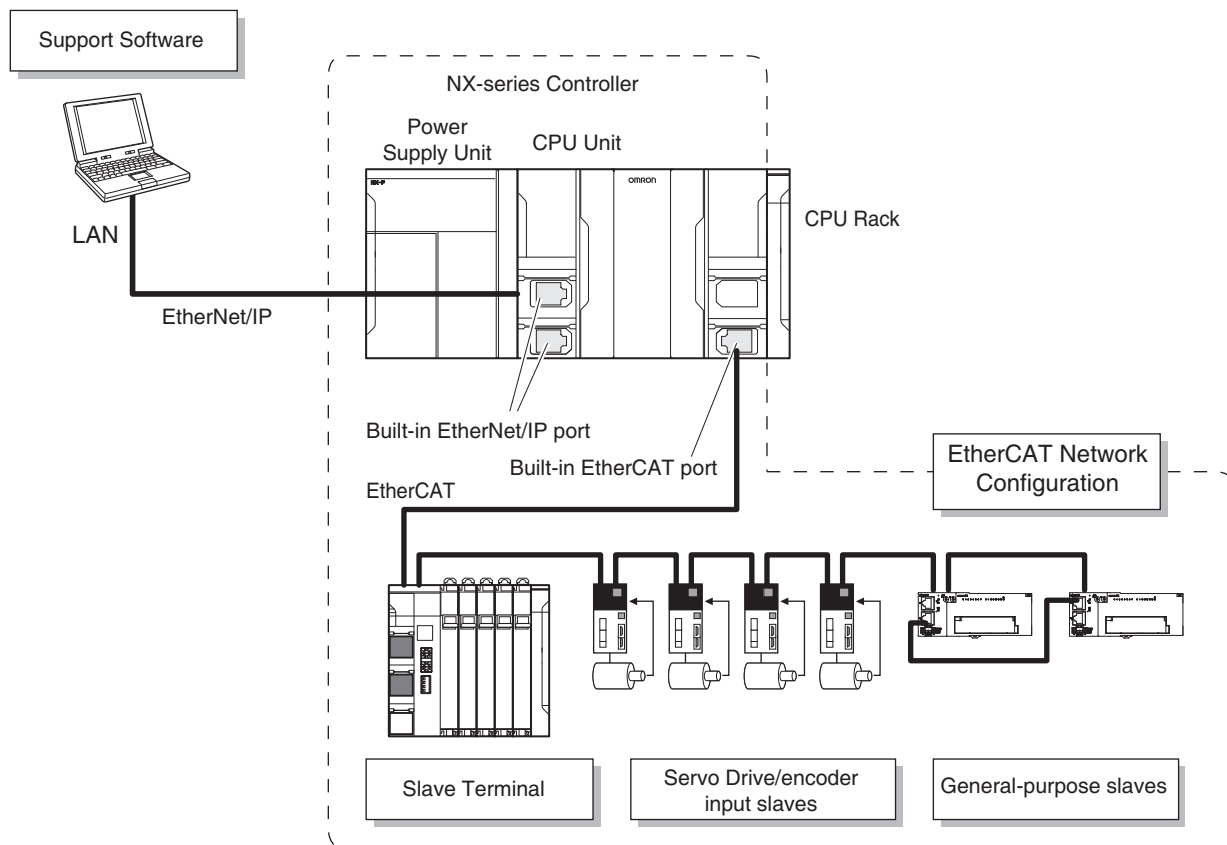 Support Software
NX-series Controller
Power
Supply Unit
CPU Unit
NX-P
OMRON
CPU Rack
LAN
EtherNet/IP
Built-in EtherNet/IP port
Built-in EtherCAT port
EtherCAT
EtherCAT Network
Configuration
Slave Terminal
Servo Drive/encoder
input slaves
General-purpose slaves